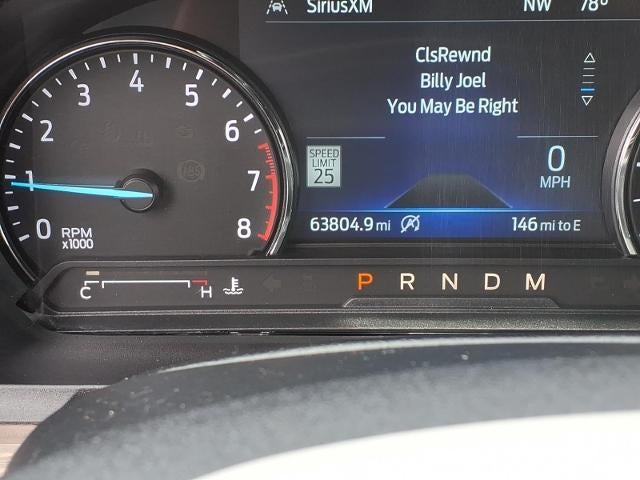 SiriusXM NW 78°
ClsRewnd
Billy Joel
You May Be Right
SPEED
LIMIT
25
0
MPH
63804.9 mi 146 mi to E
0 1 2 3 4 5 6 7 8
RPM
x1000
C H P R N D M